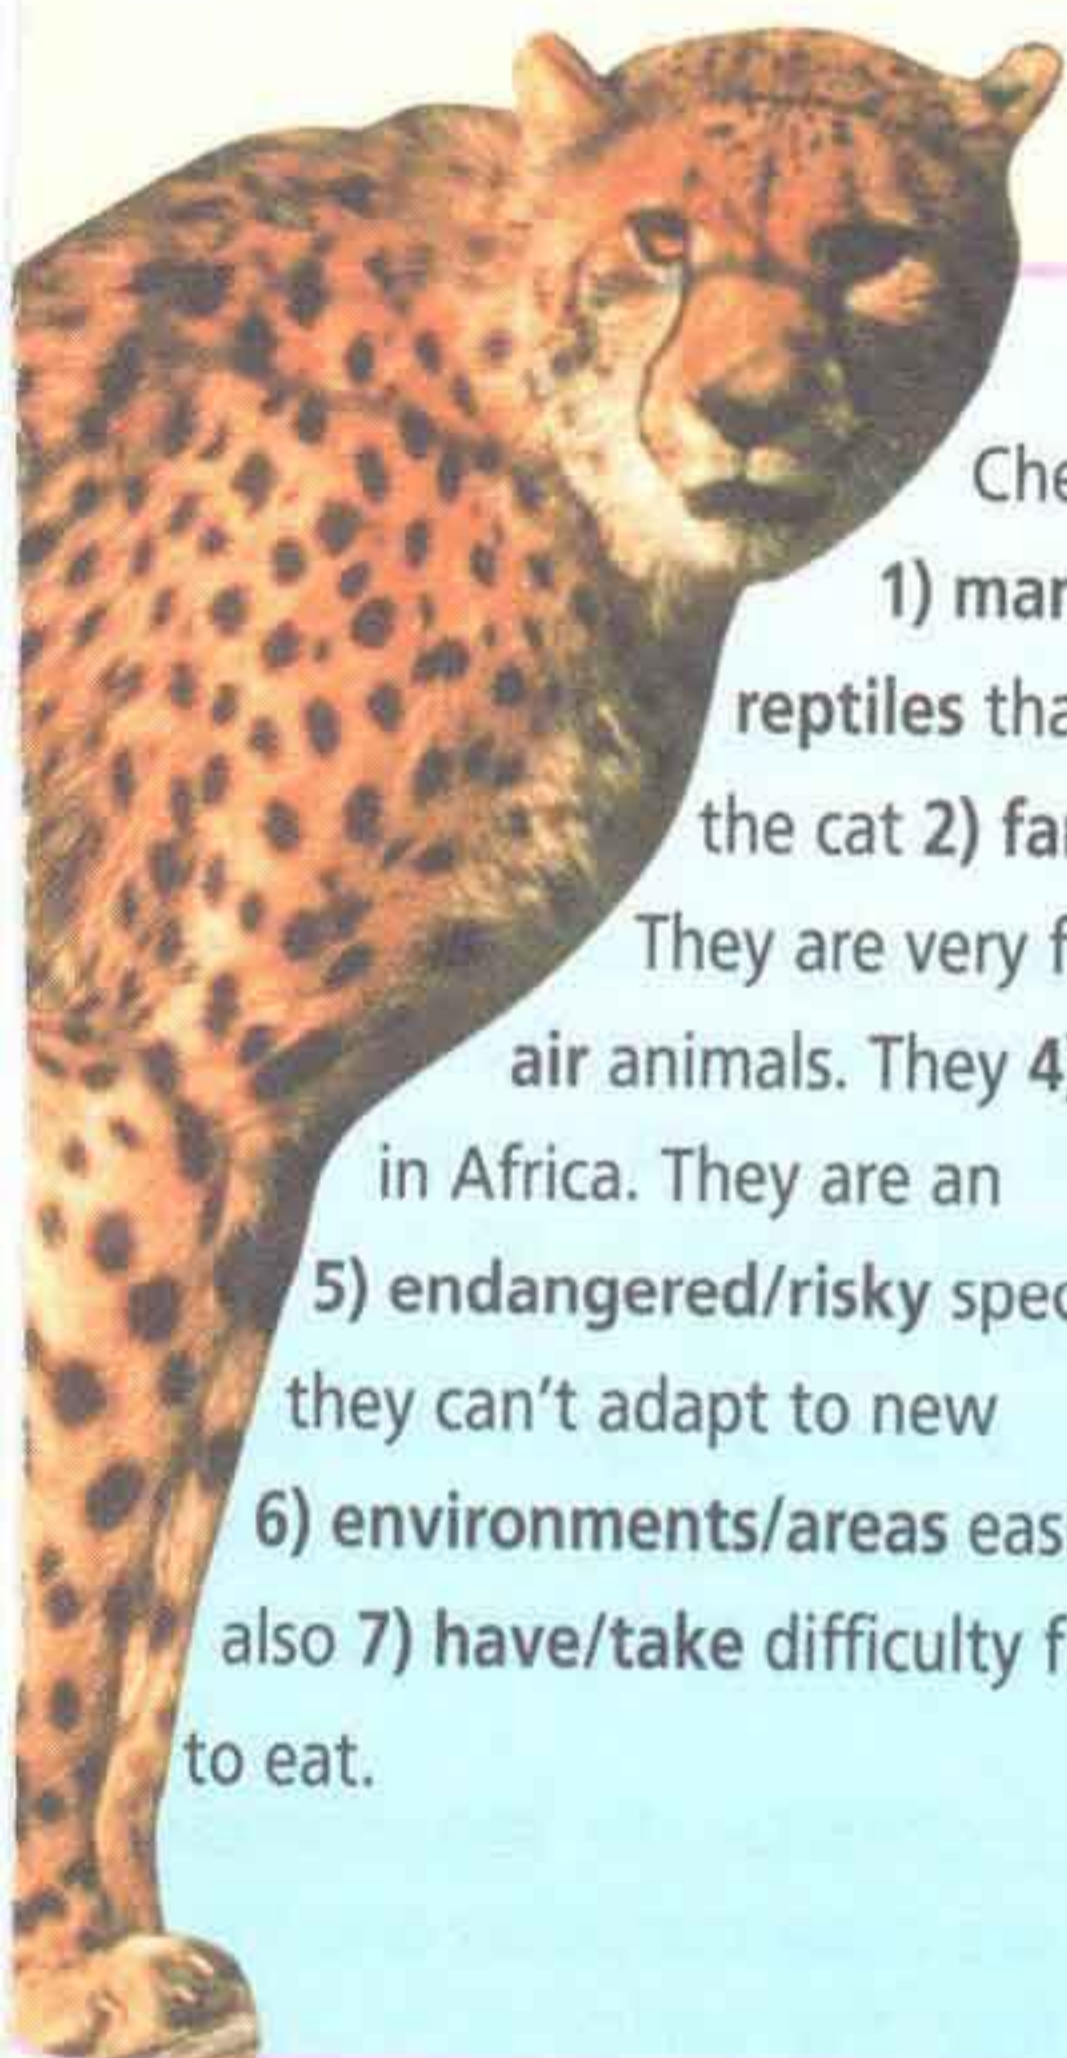 Che
1) mar
reptiles tha
the cat 2) far
They are very f
air animals. They 4)
in Africa. They are an
5) endangered/risky spec
they can't adapt to new
6) environments/areas eas
also 7) have/take difficulty f
to eat.